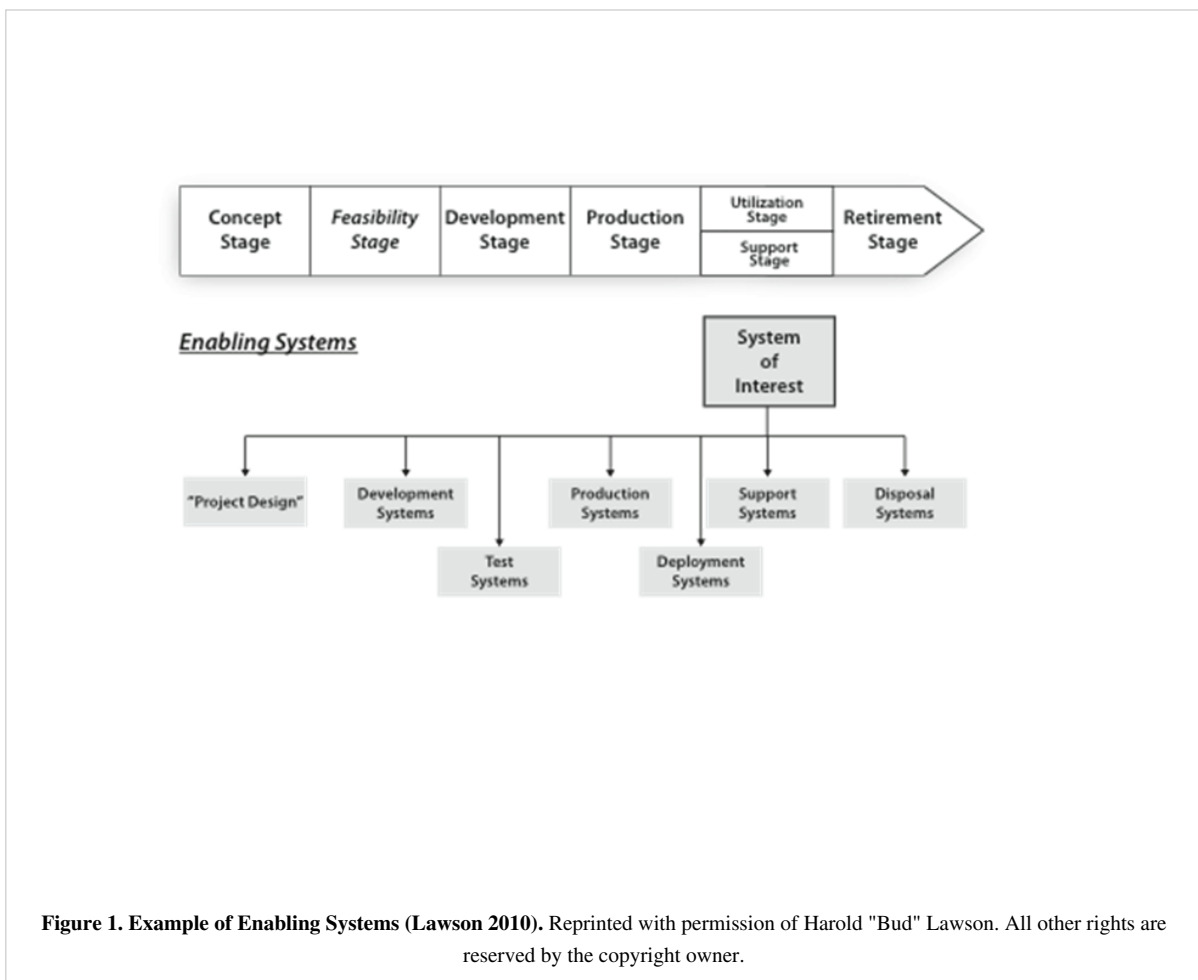 Concept
Stage
Feasibility
Stage
Development
Stage
Production
Stage
Utilization
Stage
Support
Stage
Retirement
Stage
Enabling Systems
System
of
Interest
"Project Design"
Development
Systems
Production
Systems
Support
Systems
Disposal
Systems
Test
Systems
Deployment
Systems
Figure 1. Example of Enabling Systems (Lawson 2010). Reprinted with permission of Harold "Bud" Lawson. All other rights are
reserved by the copyright owner.